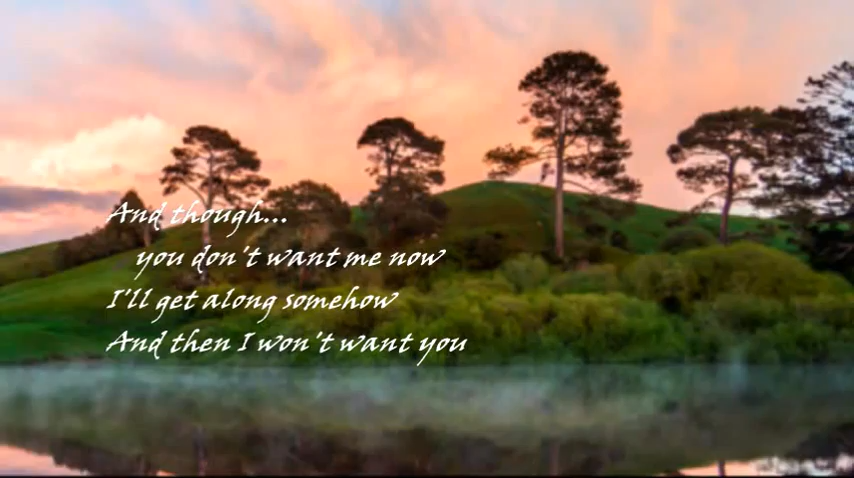 And though...
you don't want me now
I'll get along somehow
And then I won't want you